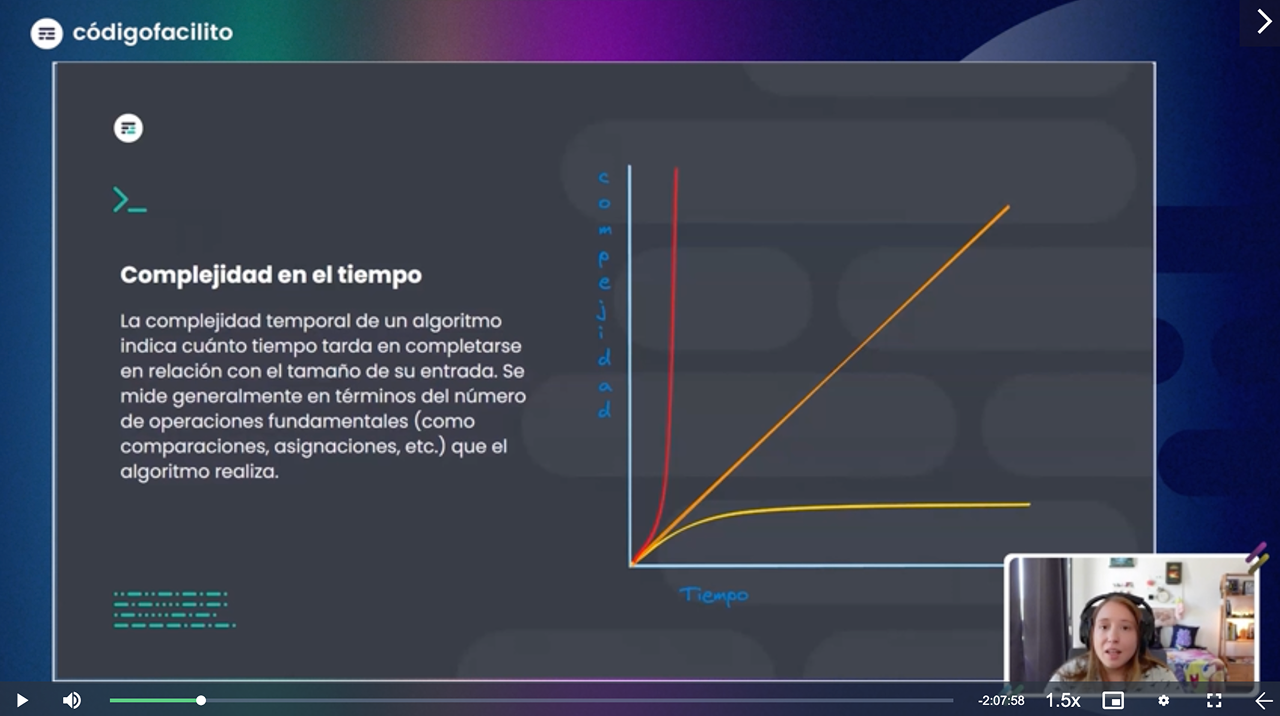 códigofacilito
Complejidad en el tiempo
La complejidad temporal de un algoritmo
indica cuánto tiempo tarda en completarse
en relación con el tamaño de su entrada. Se
mide generalmente en términos del número
de operaciones fundamentales (como
comparaciones, asignaciones, etc.) que el
algoritmo realiza.
compejidad
Tiempo
-2:07:58
1.5x